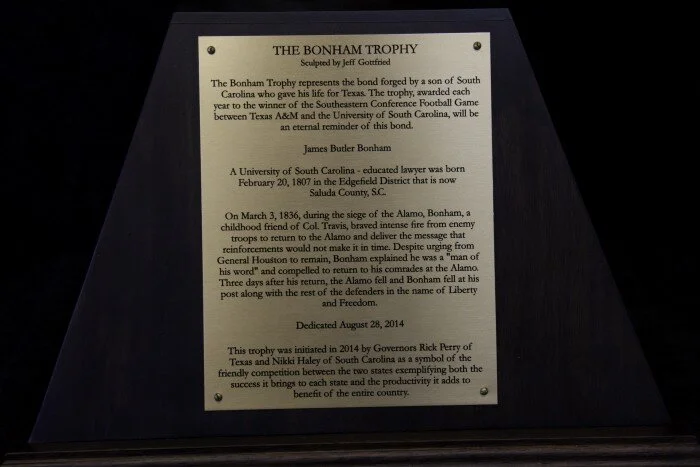 THE BONHAM TROPHY
Sculpted by Jeff Gottfried
The Bonham Trophy represents the bond forged by a son of South
Carolina who gave his life for Texas. The trophy, awarded each
year to the winner of the Southeastern Conference Football Game
between Texas A&M and the University of South Carolina, will be
an eternal reminder of this bond.
James Butler Bonham
A University of South Carolina - educated lawyer was born
February 20, 1807 in the Edgefield District that is now
Saluda County, S.C.
On March 3, 1836, during the siege of the Alamo, Bonham, a
childhood friend of Col. Travis, braved intense fire from enemy
troops to return to the Alamo and deliver the message that
reinforcements would not make it in time. Despite urging from
General Houston to remain, Bonham explained he was a "man of
his word" and compelled to return to his comrades at the Alamo.
Three days after his return, the Alamo fell and Bonham fell at his
post along with the rest of the defenders in the name of Liberty
and Freedom.
Dedicated August 28, 2014
This trophy was initiated in 2014 by Governors Rick Perry of
Texas and Nikki Haley of South Carolina as a symbol of the
friendly competition between the two states exemplifying both the
success it brings to each state and the productivity it adds to
benefit of the entire country.